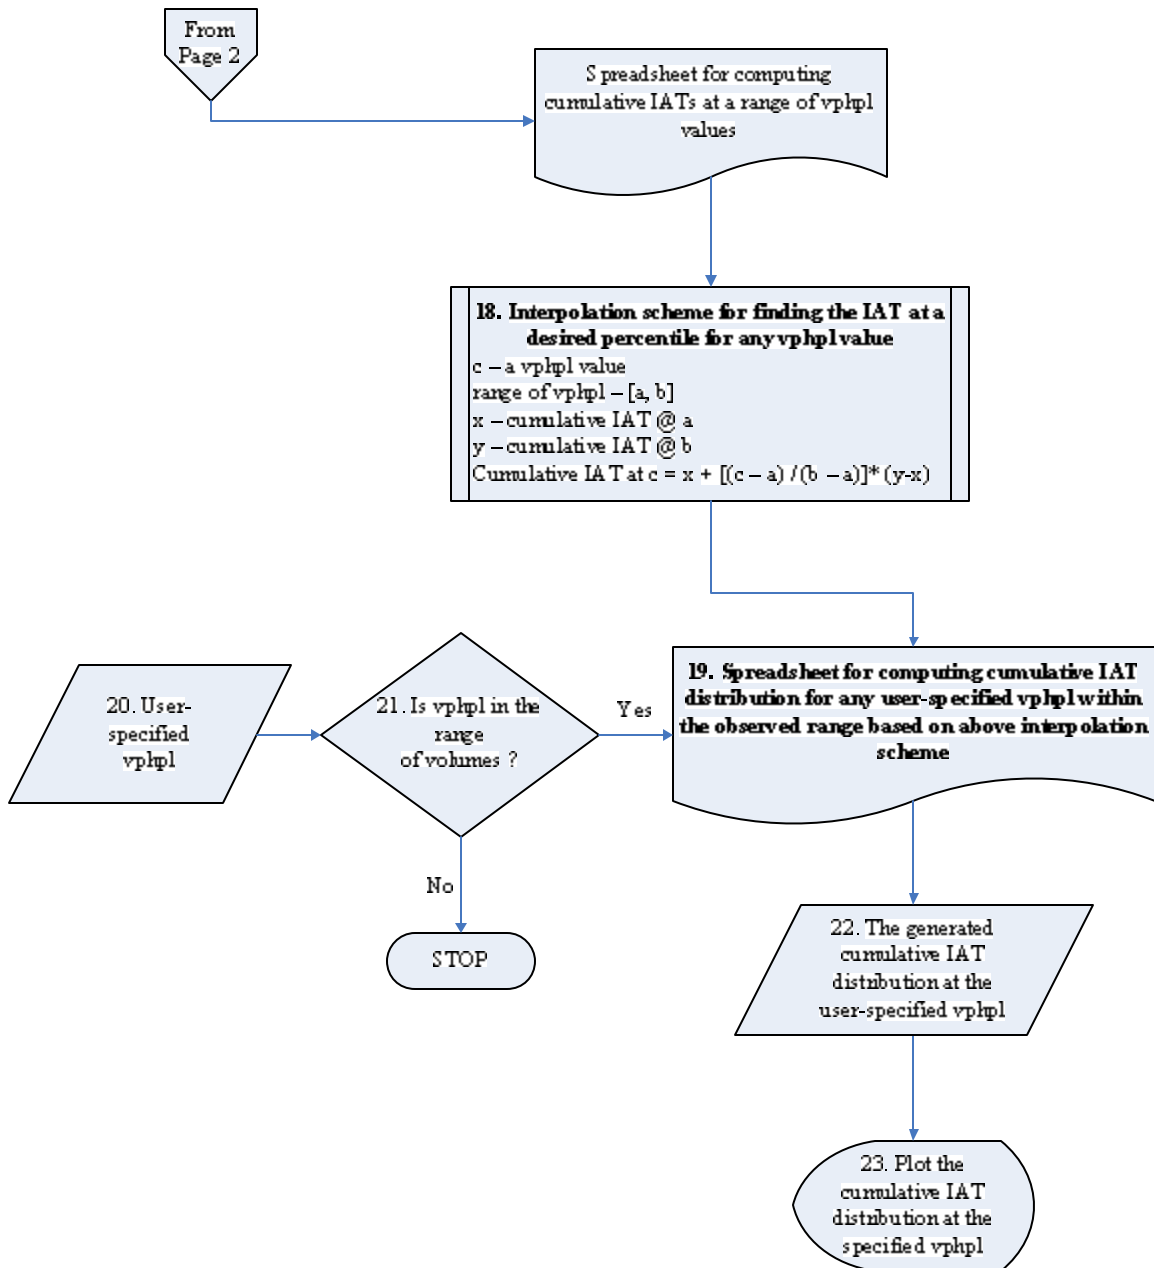 From
Page 2
Spreadsheet for computing
cumulative IATs at a range of vphpl
values
18. Interpolation scheme for finding the IAT at a
desired percentile for any vphpl value
c – a vphpl value
range of vphpl – [a, b]
x – cumulative IAT @ a
y – cumulative IAT @ b
Cumulative IAT at c = x + [(c – a) /(b – a)]* (y-x)
19. Spreadsheet for computing cumulative IAT
distribution for any user-specified vphpl within
the observed range based on above interpolation
scheme
20. User-
specified
vphpl
21. Is vphpl in the
range
of volumes ?
Yes
No
STOP
22. The generated
cumulative IAT
distribution at the
user-specified vphpl
23. Plot the
cumulative IAT
distribution at the
specified vphpl